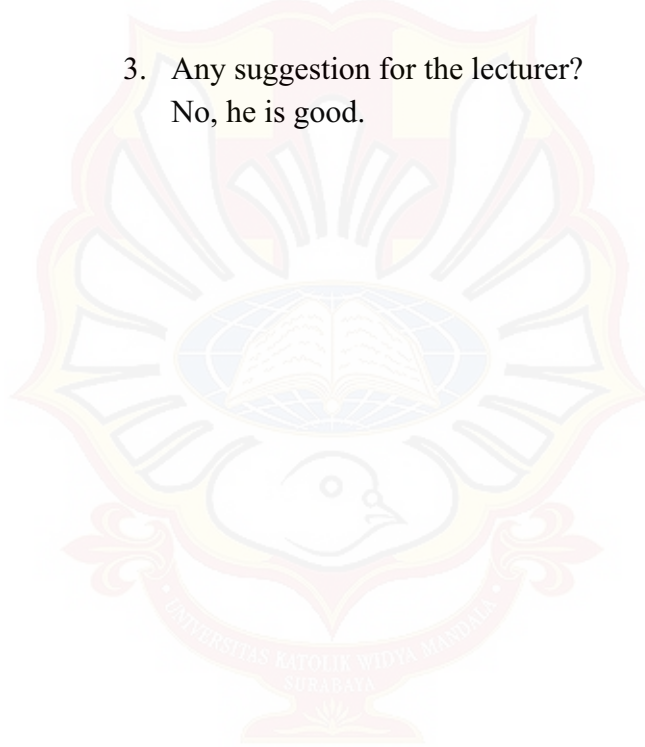 3. Any suggestion for the lecturer?
No, he is good.
UNIVERSITAS KATOLIK WIDYA MANDALA
SURABAYA